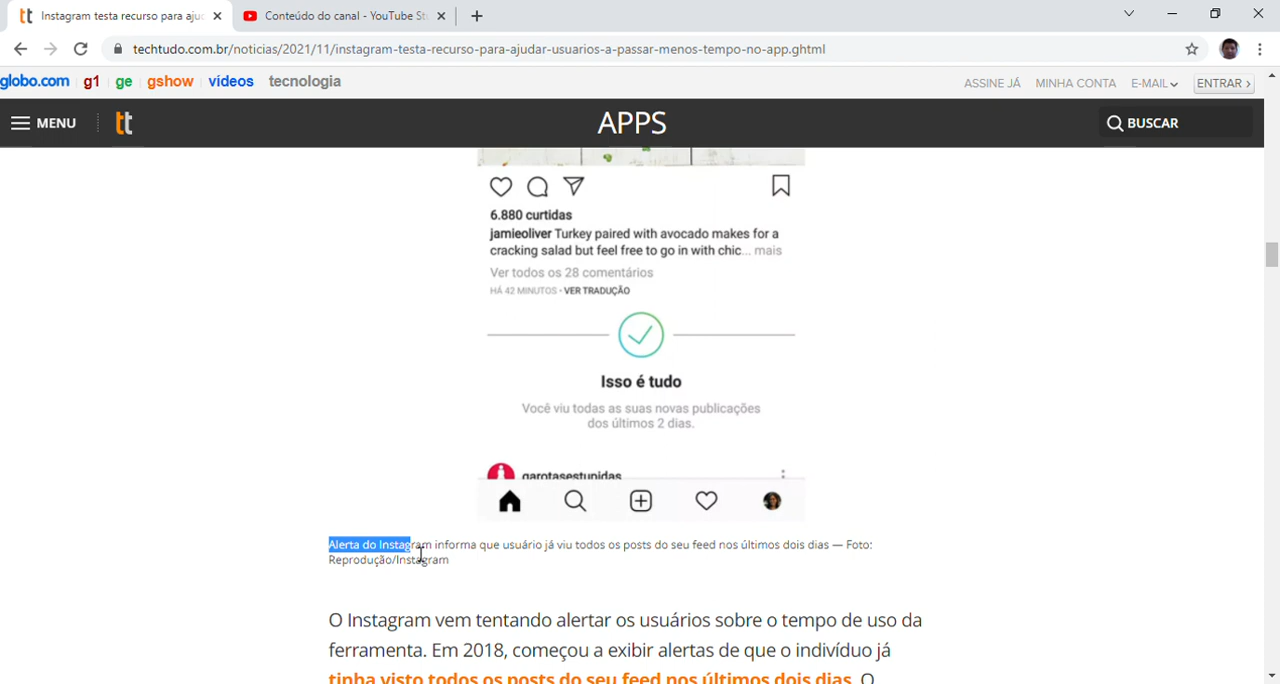 Instagram testa recurso para aju
Conteúdo do canal - YouTube St
techtudo.com.br/noticias/2021/11/instagram-testa-recurso-para-ajudar-usuarios-a-passar-menos-tempo-no-app.ghtml
globo.com g1 ge gshow vídeos tecnologia
ASSINE JÁ MINHA CONTA E-MAIL ENTRAR ›
MENU tt APPS BUSCAR
6.880 curtidas
jamieoliver Turkey paired with avocado makes for a
cracking salad but feel free to go in with chic... mais
Ver todos os 28 comentários
HÁ 42 MINUTOS • VER TRADUÇÃO
Isso é tudo
Você viu todas as suas novas publicações
dos últimos 2 dias.
garotasestupidas
Alerta do Instagram informa que usuário já viu todos os posts do seu feed nos últimos dois dias — Foto:
Reprodução/Instagram
O Instagram vem tentando alertar os usuários sobre o tempo de uso da
ferramenta. Em 2018, começou a exibir alertas de que o indivíduo já
tinha visto todos os posts do seu feed nos últimos dois dias. O